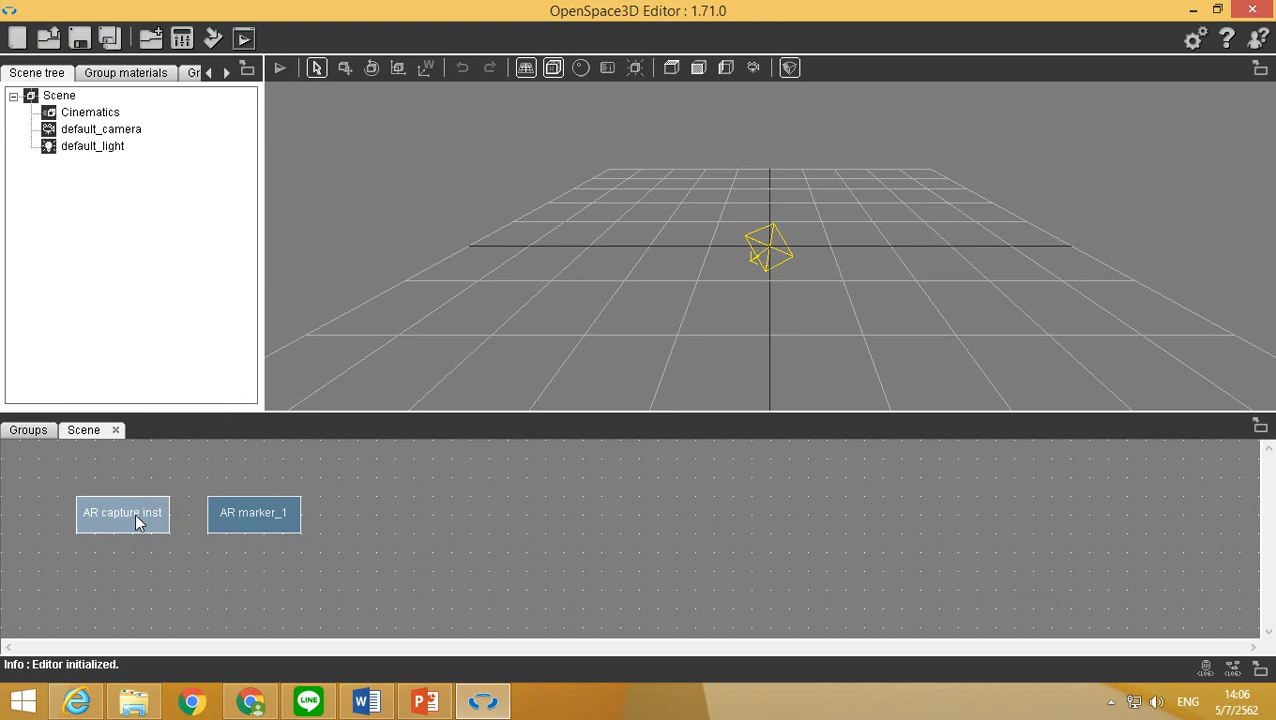 OpenSpace3D Editor : 1.71.0
Scene tree
Group materials
Gr
Scene
Cinematics
default_camera
default_light
Groups
Scene
AR capture inst
AR marker_1
Info : Editor initialized.
ENG
14:06
5/7/2562